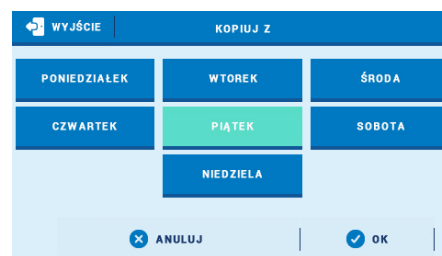 WYJŚCIE KOPIUJ Z
PONIEDZIAŁEK WTOREK ŚRODA
CZWARTEK PIĄTEK SOBOTA
NIEDZIELA
ANULUJ OK